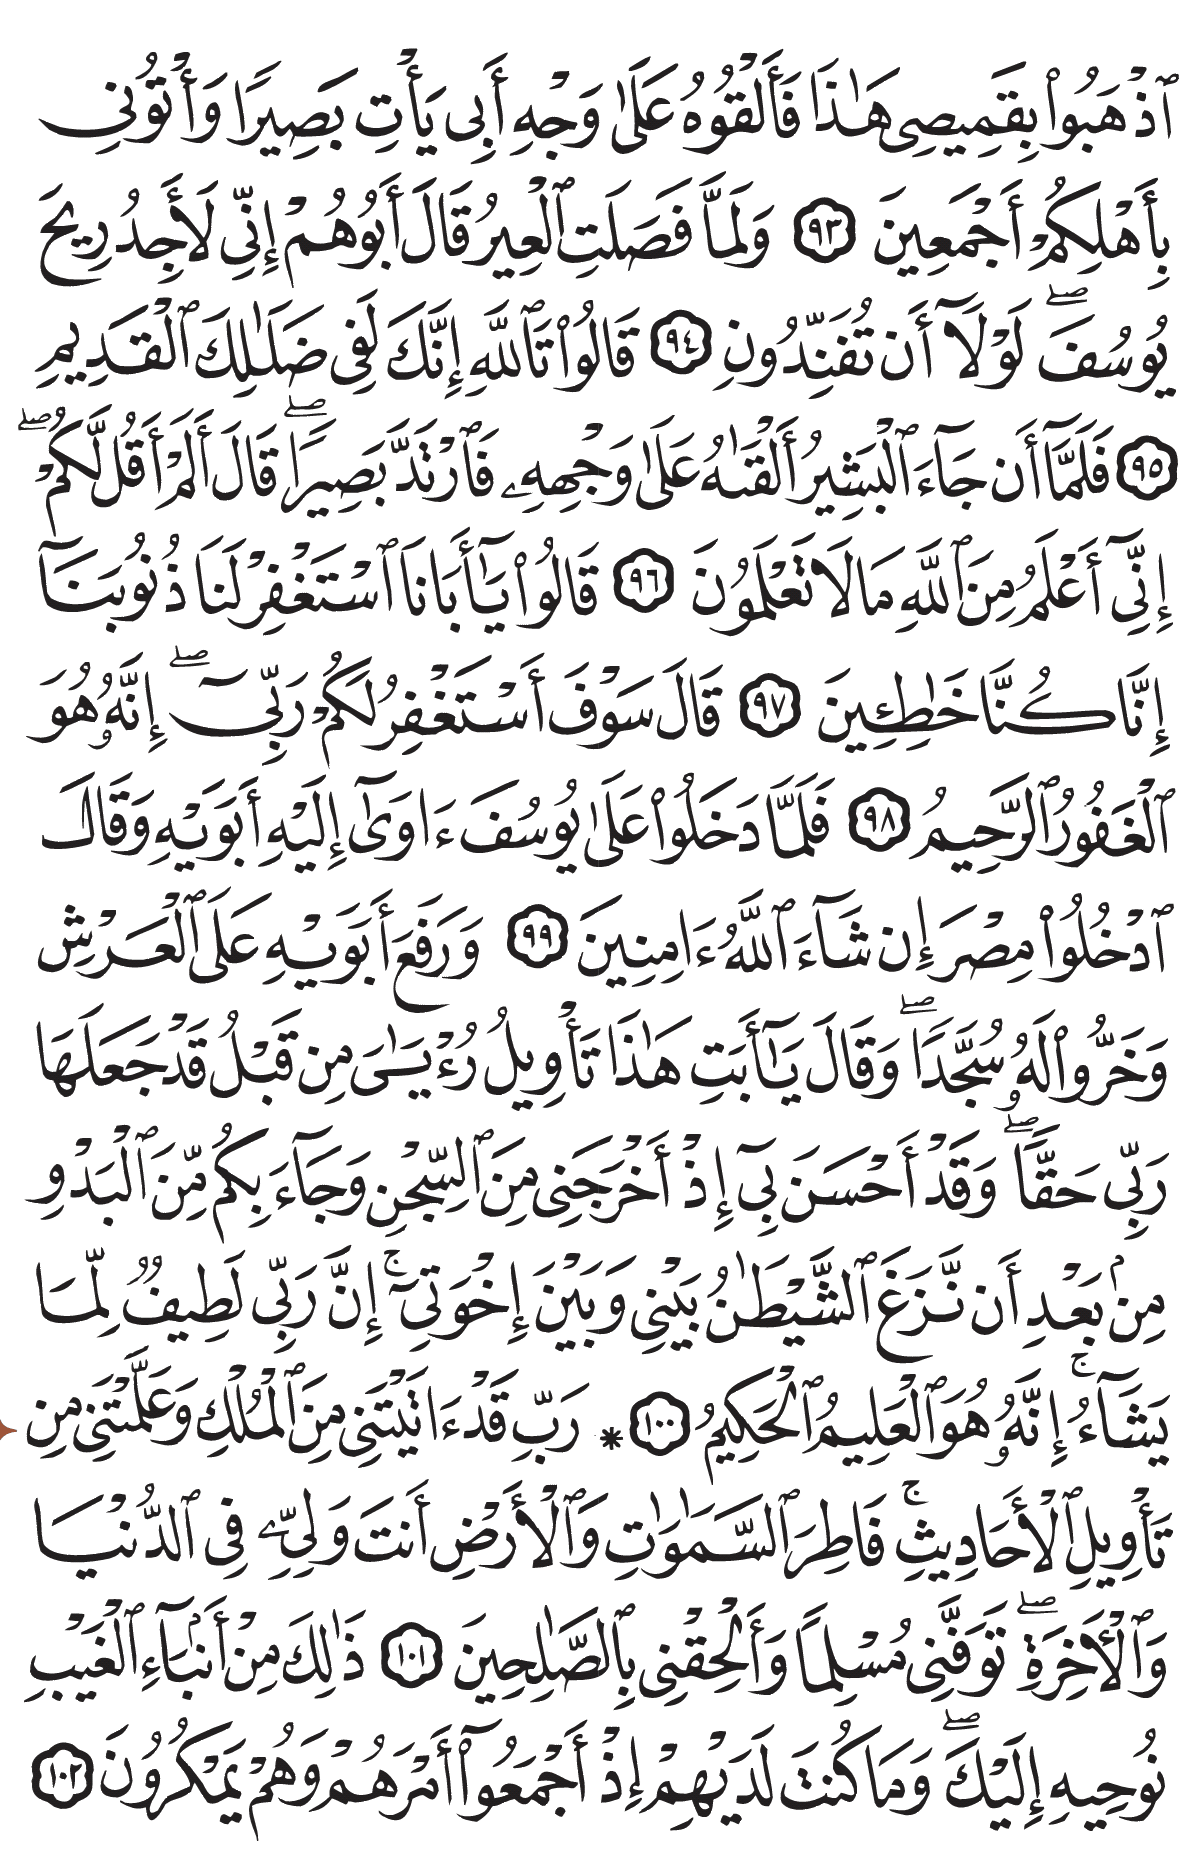 ٱذۡهَبُواْ بِقَمِيصِي هَٰذَا فَأَلۡقُوهُ عَلَىٰ وَجۡهِ أَبِي يَأۡتِ بَصِيرٗا وَأۡتُونِي
بِأَهۡلِكُمۡ أَجۡمَعِينَ ٩٣ وَلَمَّا فَصَلَتِ ٱلۡعِيرُ قَالَ أَبُوهُمۡ إِنِّي لَأَجِدُ رِيحَ
يُوسُفَۖ لَوۡلَآ أَن تُفَنِّدُونِ ٩٤ قَالُواْ تَٱللَّهِ إِنَّكَ لَفِي ضَلَٰلِكَ ٱلۡقَدِيمِ
٩٥ فَلَمَّآ أَن جَآءَ ٱلۡبَشِيرُ أَلۡقَىٰهُ عَلَىٰ وَجۡهِهِۦ فَٱرۡتَدَّ بَصِيرٗاۖ قَالَ أَلَمۡ أَقُل لَّكُمۡۖ
إِنِّيٓ أَعۡلَمُ مِنَ ٱللَّهِ مَا لَا تَعۡلَمُونَ ٩٦ قَالُواْ يَٰٓأَبَانَا ٱسۡتَغۡفِرۡ لَنَا ذُنُوبَنَآ
إِنَّا كُنَّا خَٰطِـِٔينَ ٩٧ قَالَ سَوۡفَ أَسۡتَغۡفِرُ لَكُمۡ رَبِّيٓۖ إِنَّهُۥ هُوَ
ٱلۡغَفُورُ ٱلرَّحِيمُ ٩٨ فَلَمَّا دَخَلُواْ عَلَىٰ يُوسُفَ ءَاوَىٰٓ إِلَيۡهِ أَبَوَيۡهِ وَقَالَ
ٱدۡخُلُواْ مِصۡرَ إِن شَآءَ ٱللَّهُ ءَامِنِينَ ٩٩ وَرَفَعَ أَبَوَيۡهِ عَلَى ٱلۡعَرۡشِ
وَخَرُّواْ لَهُۥ سُجَّدٗاۖ وَقَالَ يَٰٓأَبَتِ هَٰذَا تَأۡوِيلُ رُءۡيَٰيَ مِن قَبۡلُ قَدۡ جَعَلَهَا
رَبِّي حَقّٗاۖ وَقَدۡ أَحۡسَنَ بِيٓ إِذۡ أَخۡرَجَنِي مِنَ ٱلسِّجۡنِ وَجَآءَ بِكُم مِّنَ ٱلۡبَدۡوِ
مِنۢ بَعۡدِ أَن نَّزَغَ ٱلشَّيۡطَٰنُ بَيۡنِي وَبَيۡنَ إِخۡوَتِيٓۚ إِنَّ رَبِّي لَطِيفٞ لِّمَا
يَشَآءُۚ إِنَّهُۥ هُوَ ٱلۡعَلِيمُ ٱلۡحَكِيمُ ١٠٠ * رَبِّ قَدۡ ءَاتَيۡتَنِي مِنَ ٱلۡمُلۡكِ وَعَلَّمۡتَنِي مِن
تَأۡوِيلِ ٱلۡأَحَادِيثِۚ فَاطِرَ ٱلسَّمَٰوَٰتِ وَٱلۡأَرۡضِ أَنتَ وَلِيِّۦ فِي ٱلدُّنۡيَا
وَٱلۡأٓخِرَةِۖ تَوَفَّنِي مُسۡلِمٗا وَأَلۡحِقۡنِي بِٱلصَّٰلِحِينَ ١٠١ ذَٰلِكَ مِنۡ أَنۢبَآءِ ٱلۡغَيۡبِ
نُوحِيهِ إِلَيۡكَۖ وَمَا كُنتَ لَدَيۡهِمۡ إِذۡ أَجۡمَعُوٓاْ أَمۡرَهُمۡ وَهُمۡ يَمۡكُرُونَ ١٠٢